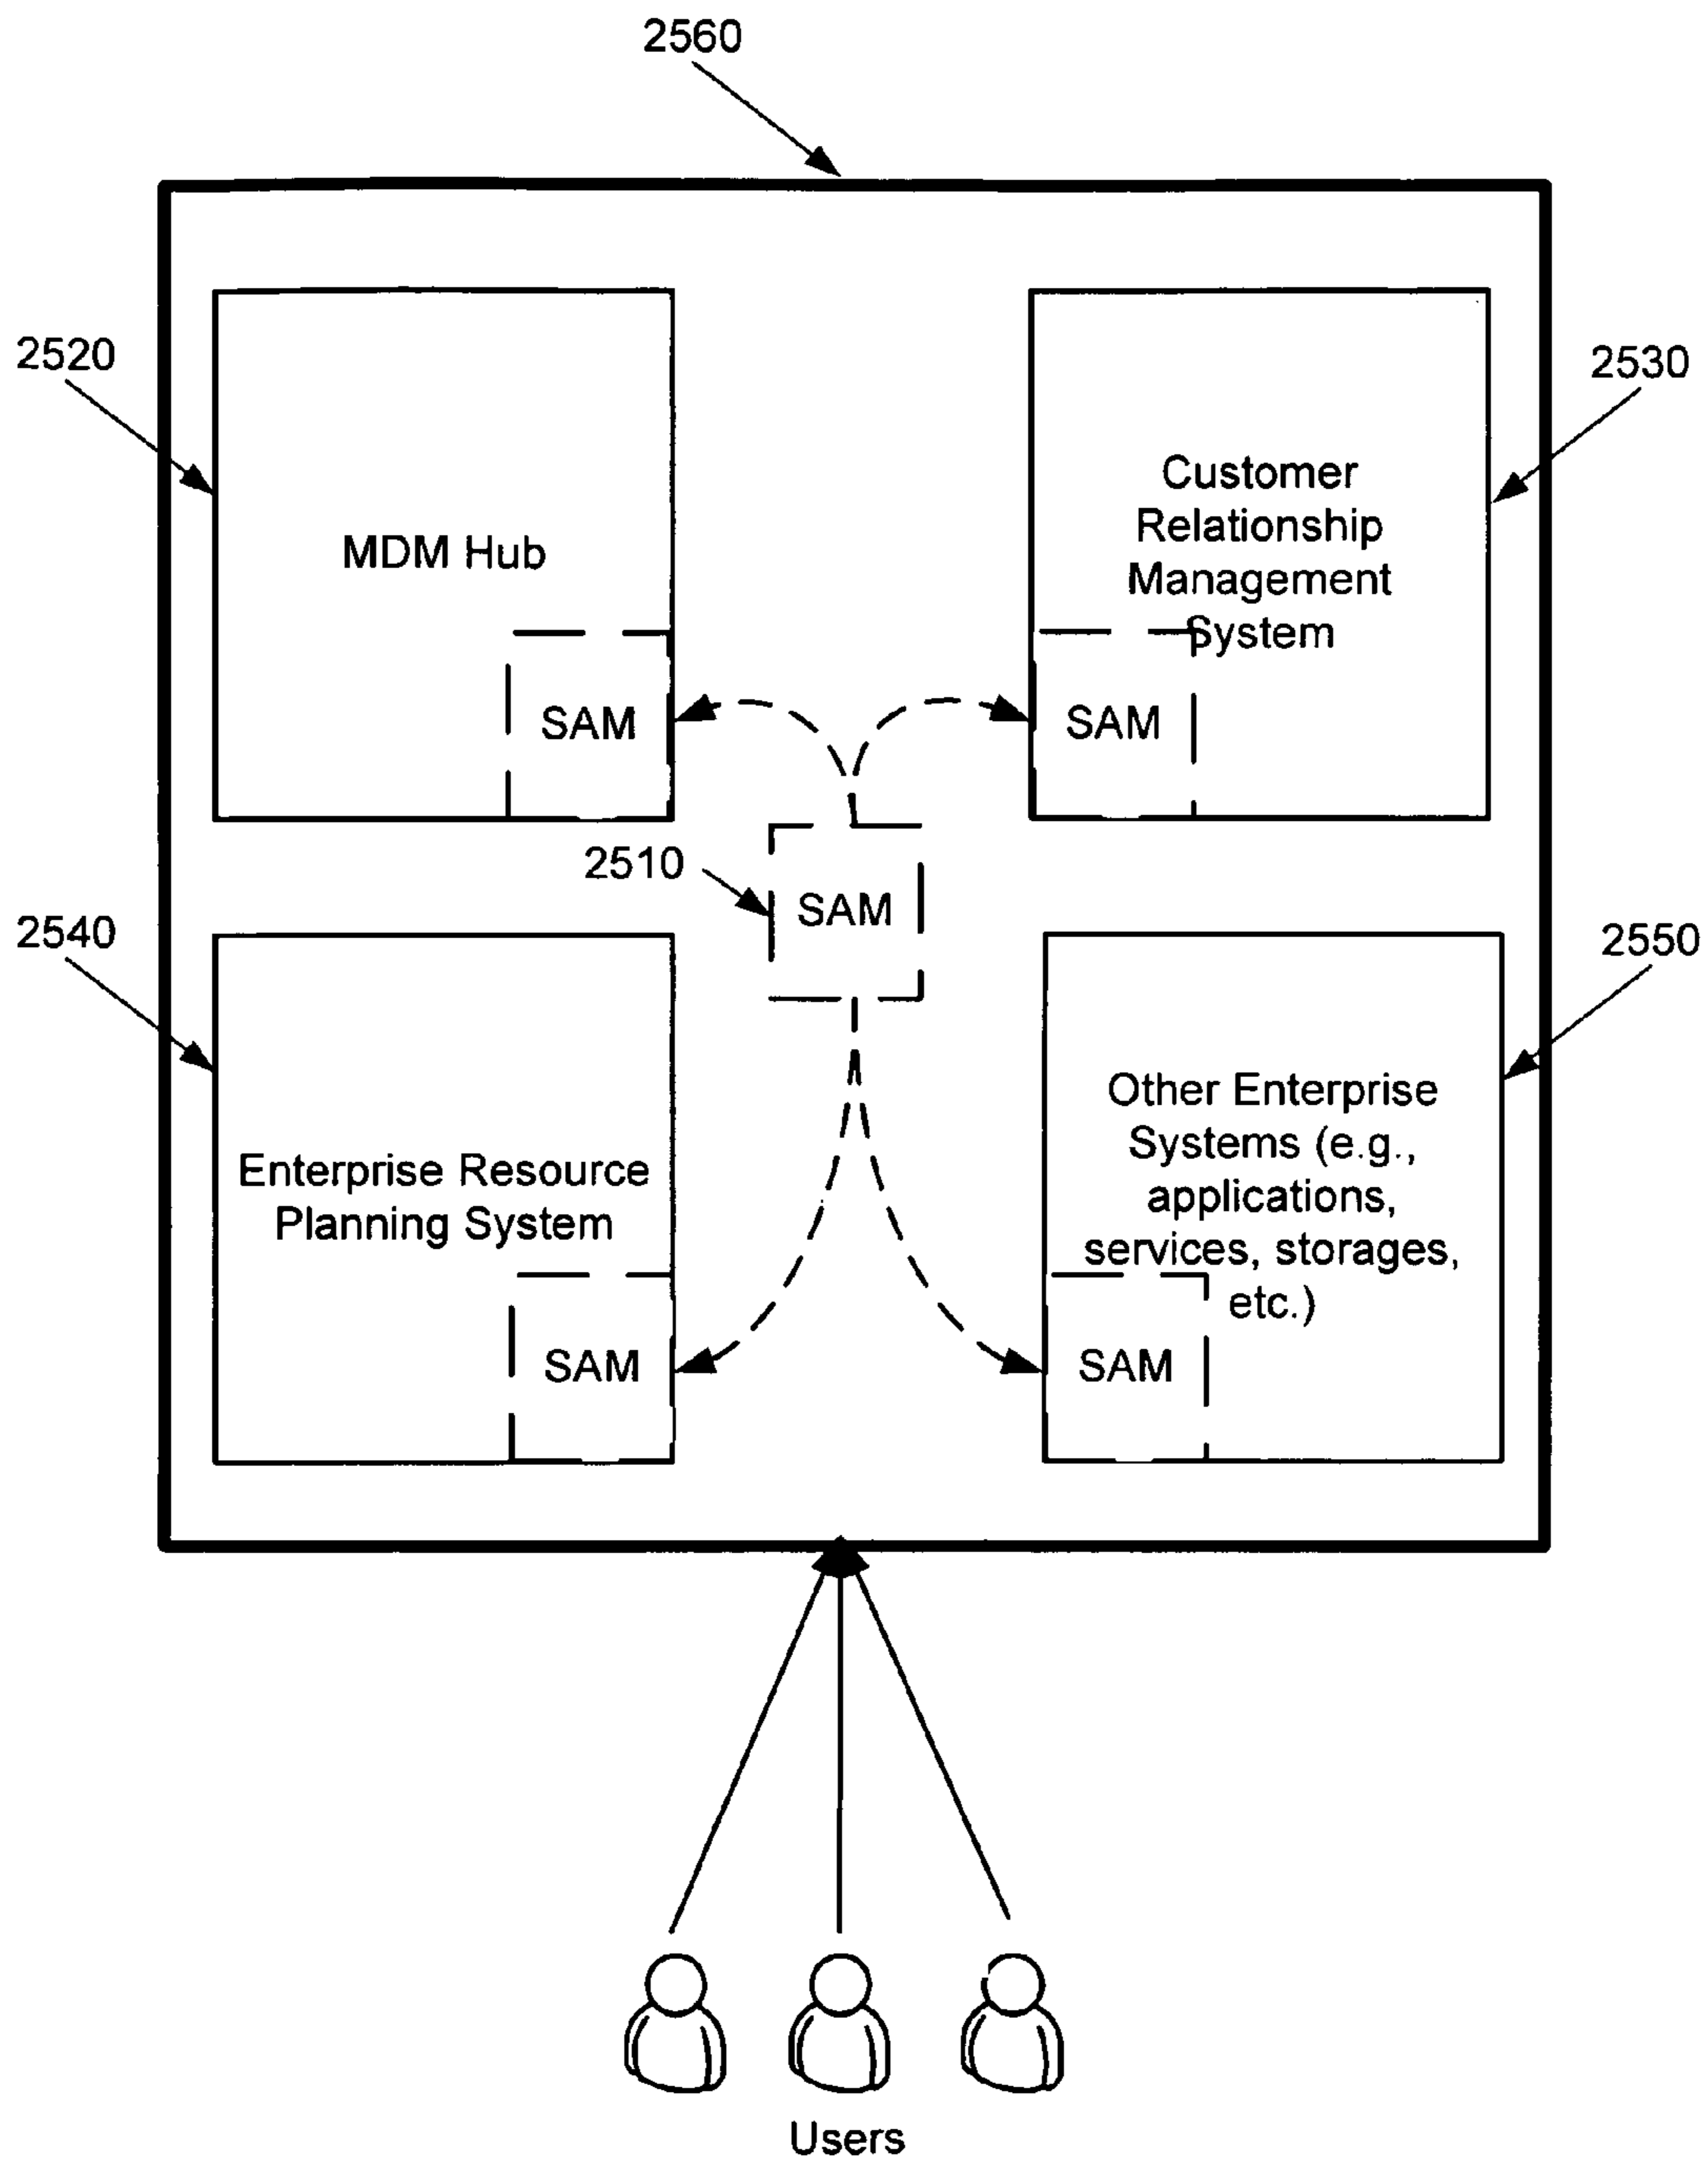 2560
2520
2530
MDM Hub
Customer
Relationship
Management
System
SAM
SAM
2510
SAM
2540
2550
Enterprise Resource
Planning System
Other Enterprise
Systems (e.g.,
applications,
services, storages,
etc.)
SAM
SAM
Users